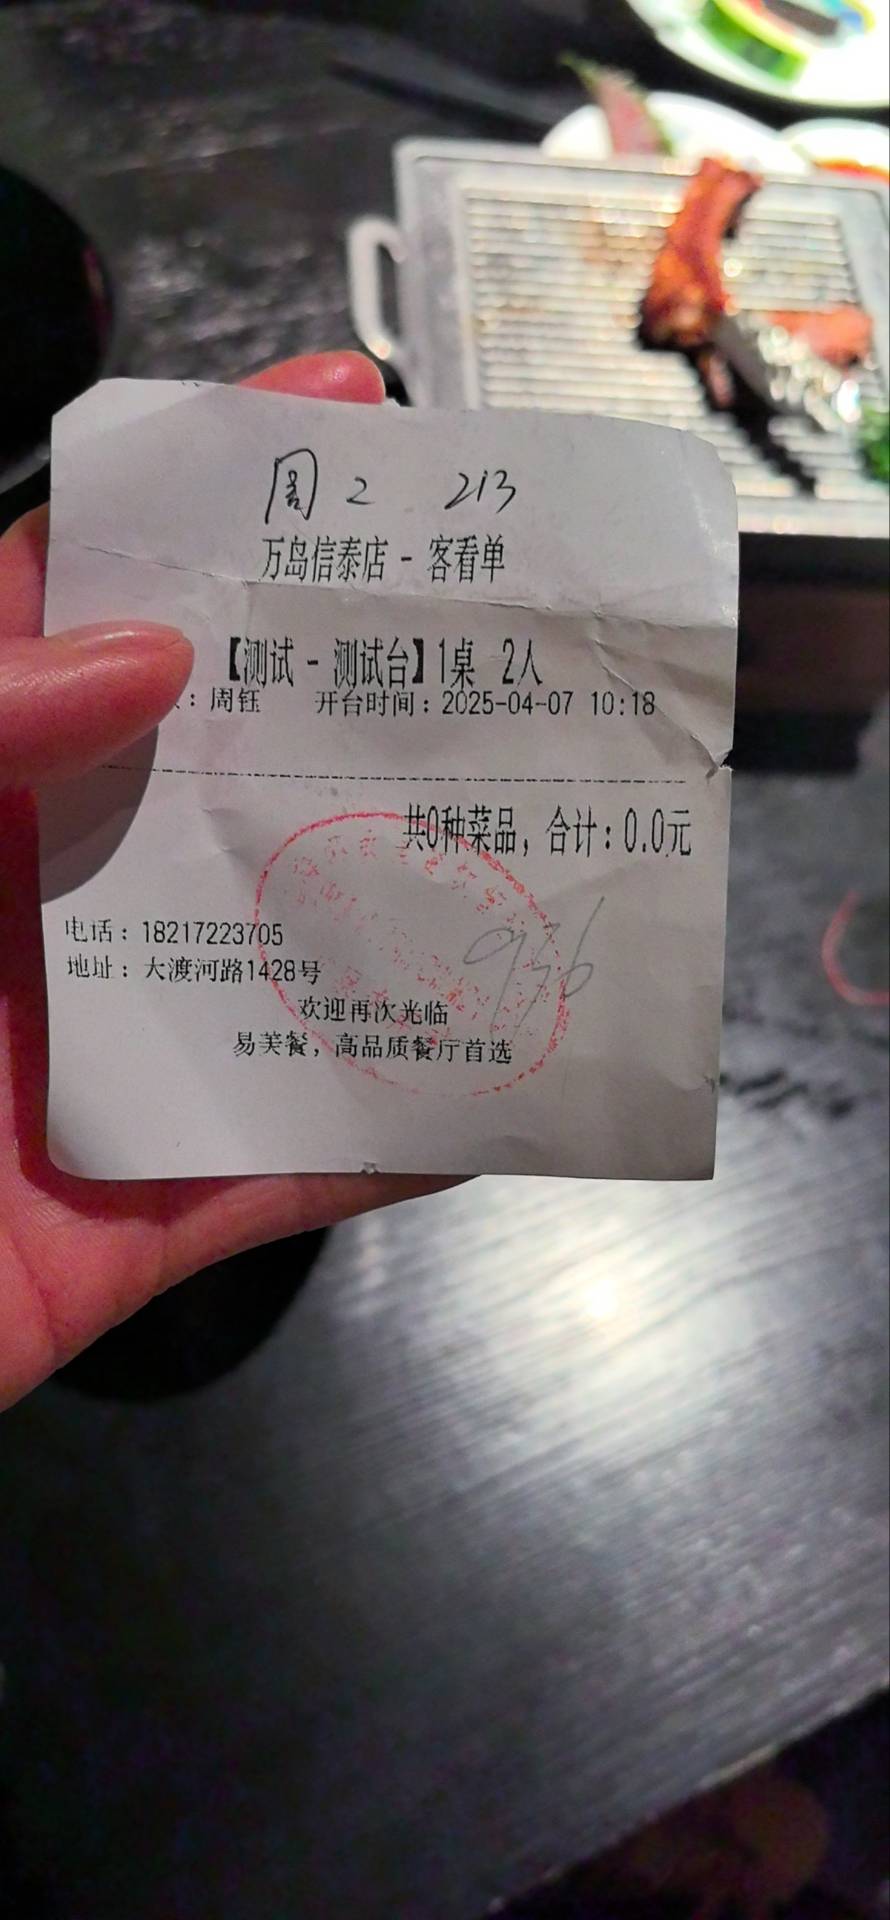 周 2 213
万岛信泰店 - 客看单
【测试 - 测试台】1桌 2人
：周钰 开台时间：2025-04-07 10:18
共0种菜品，合计：0.0元
电话：18217223705
地址：大渡河路1428号
936
欢迎再次光临
易芙餐，高品质餐厅首选